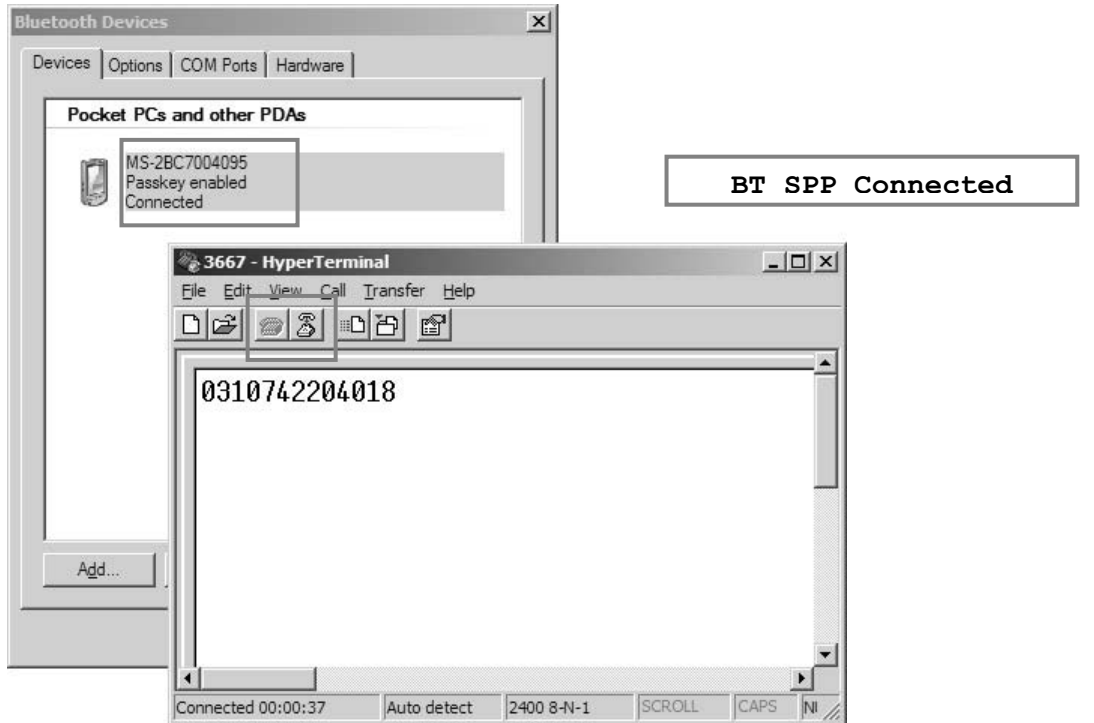 Bluetooth Devices
Devices Options COM Ports Hardware
Pocket PCs and other PDAs
MS-2BC7004095
Passkey enabled
Connected
BT SPP Connected
3667 - HyperTerminal
File Edit View Call Transfer Help
0310742204018
Add...
Connected 00:00:37 Auto detect 2400 8-N-1 SCROLL CAPS